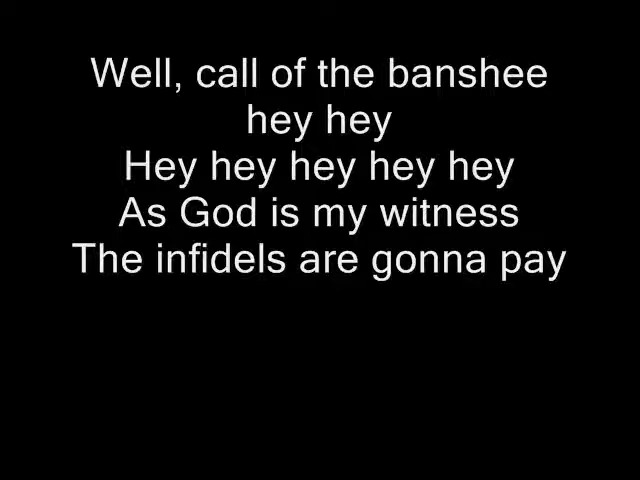 Well, call of the banshee
hey hey
Hey hey hey hey hey
As God is my witness
The infidels are gonna pay